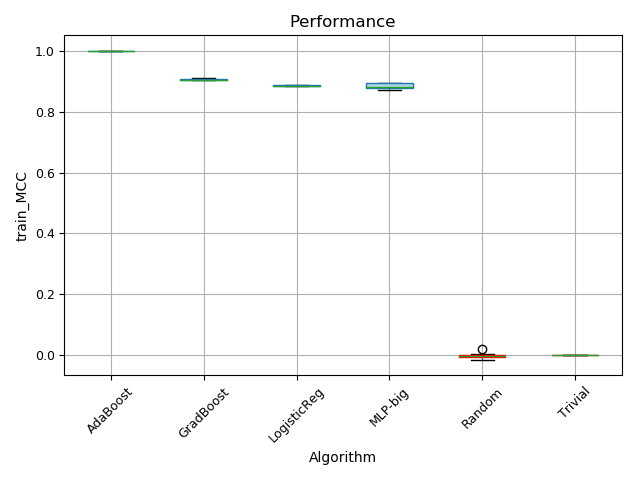 Performance
train_MCC
1.0
0.8
0.6
0.4
0.2
0.0
AdaBoost
GradBoost
LogisticReg
MLP-big
Random
Trivial
Algorithm